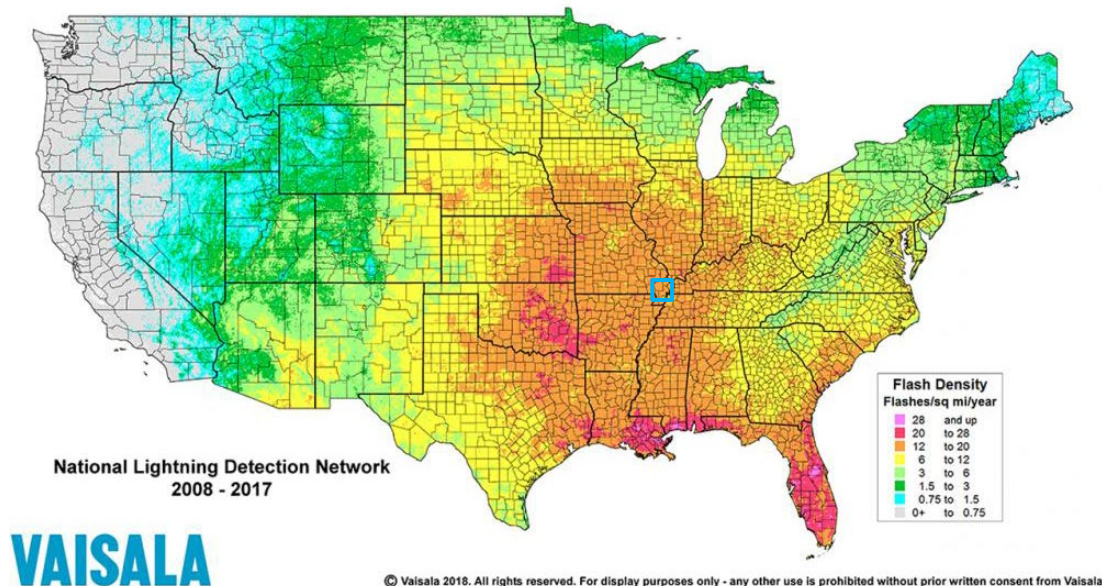 National Lightning Detection Network
2008 - 2017
VAISALA
Flash Density
Flashes/sq mi/year
28 and up
20 to 28
12 to 20
6 to 12
3 to 6
1.5 to 3
0.75 to 1.5
0+ to 0.75
© Vaisala 2018. All rights reserved. For display purposes only - any other use is prohibited without prior written consent from Vaisala